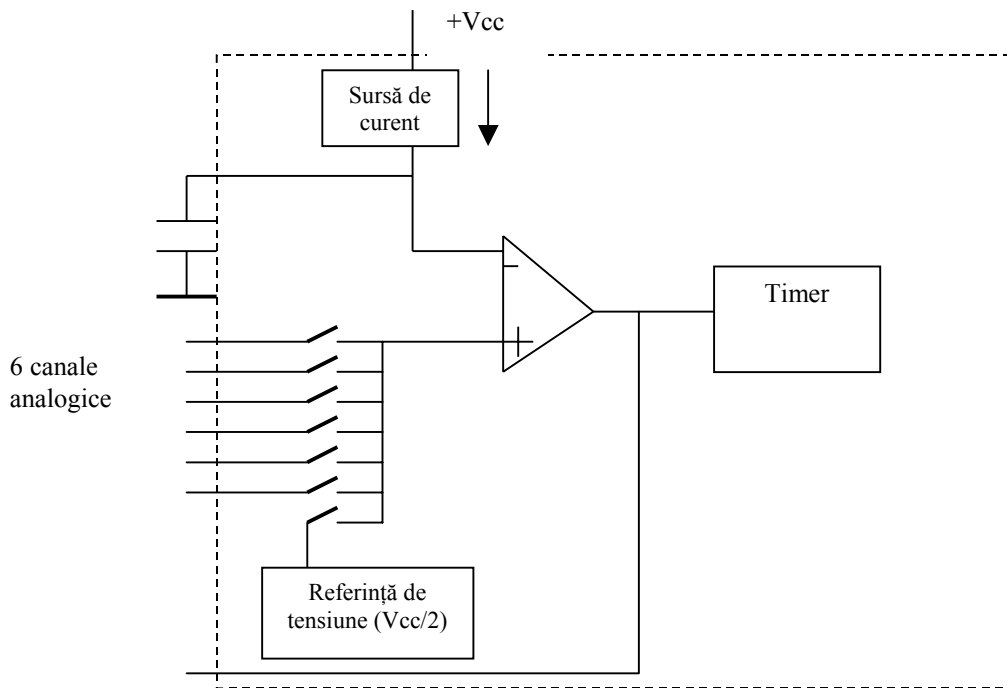 +Vcc
Sursă de
curent
Timer
6 canale
analogice
Referință de
tensiune (Vcc/2)